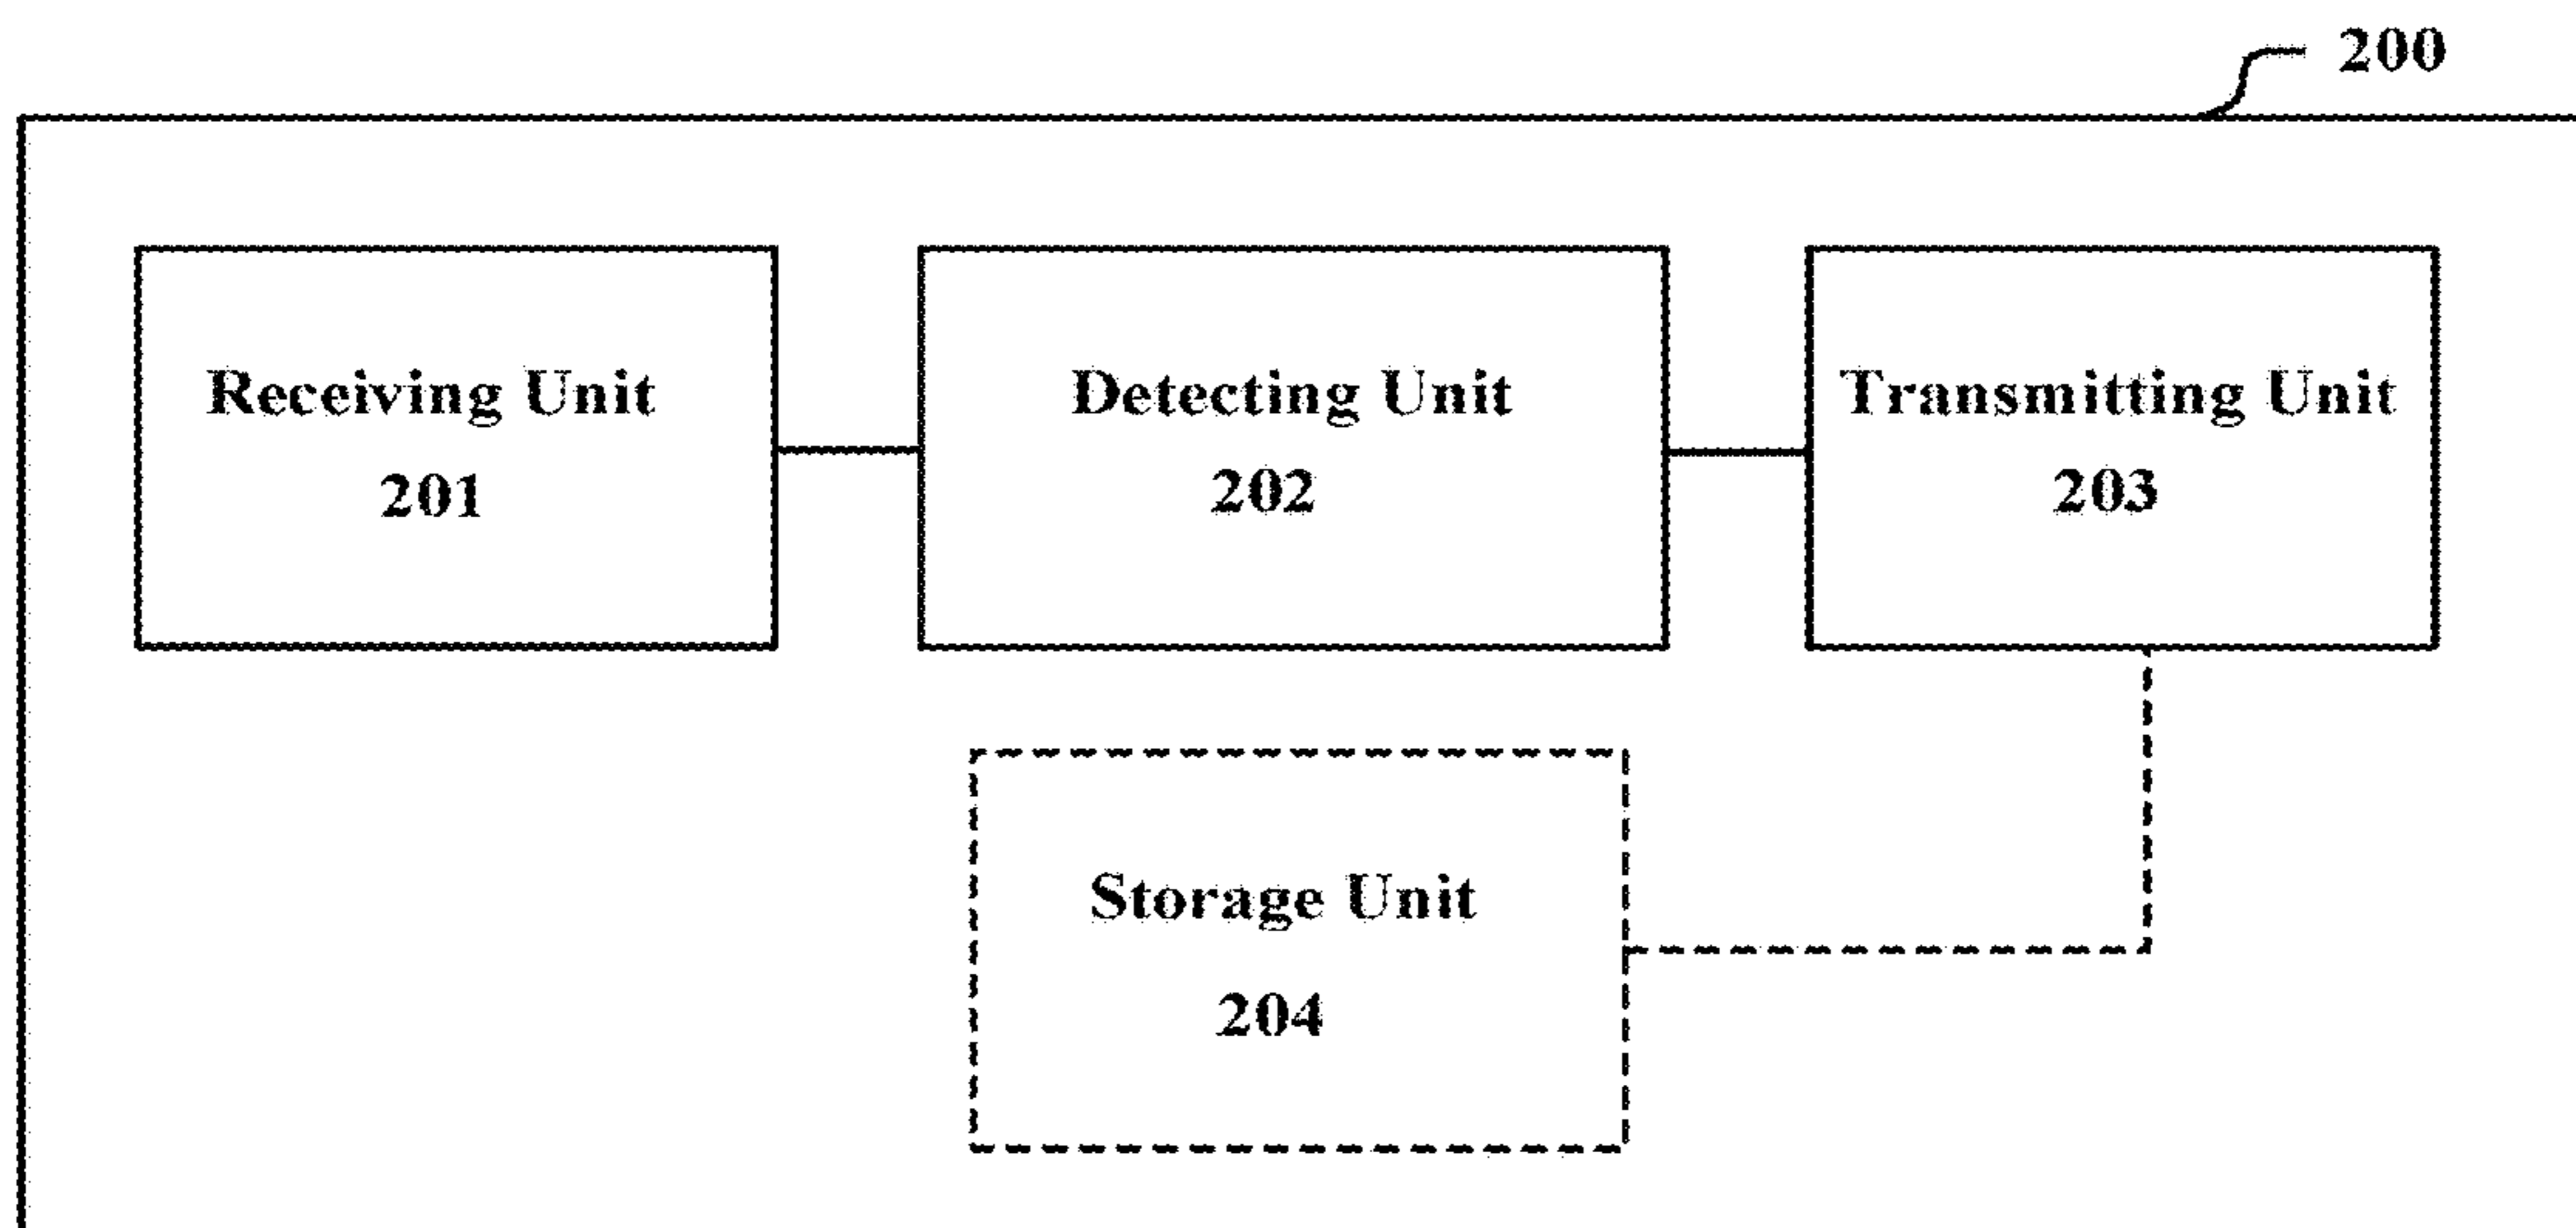 200
Receiving Unit
201
Detecting Unit
202
Transmitting Unit
203
Storage Unit
204